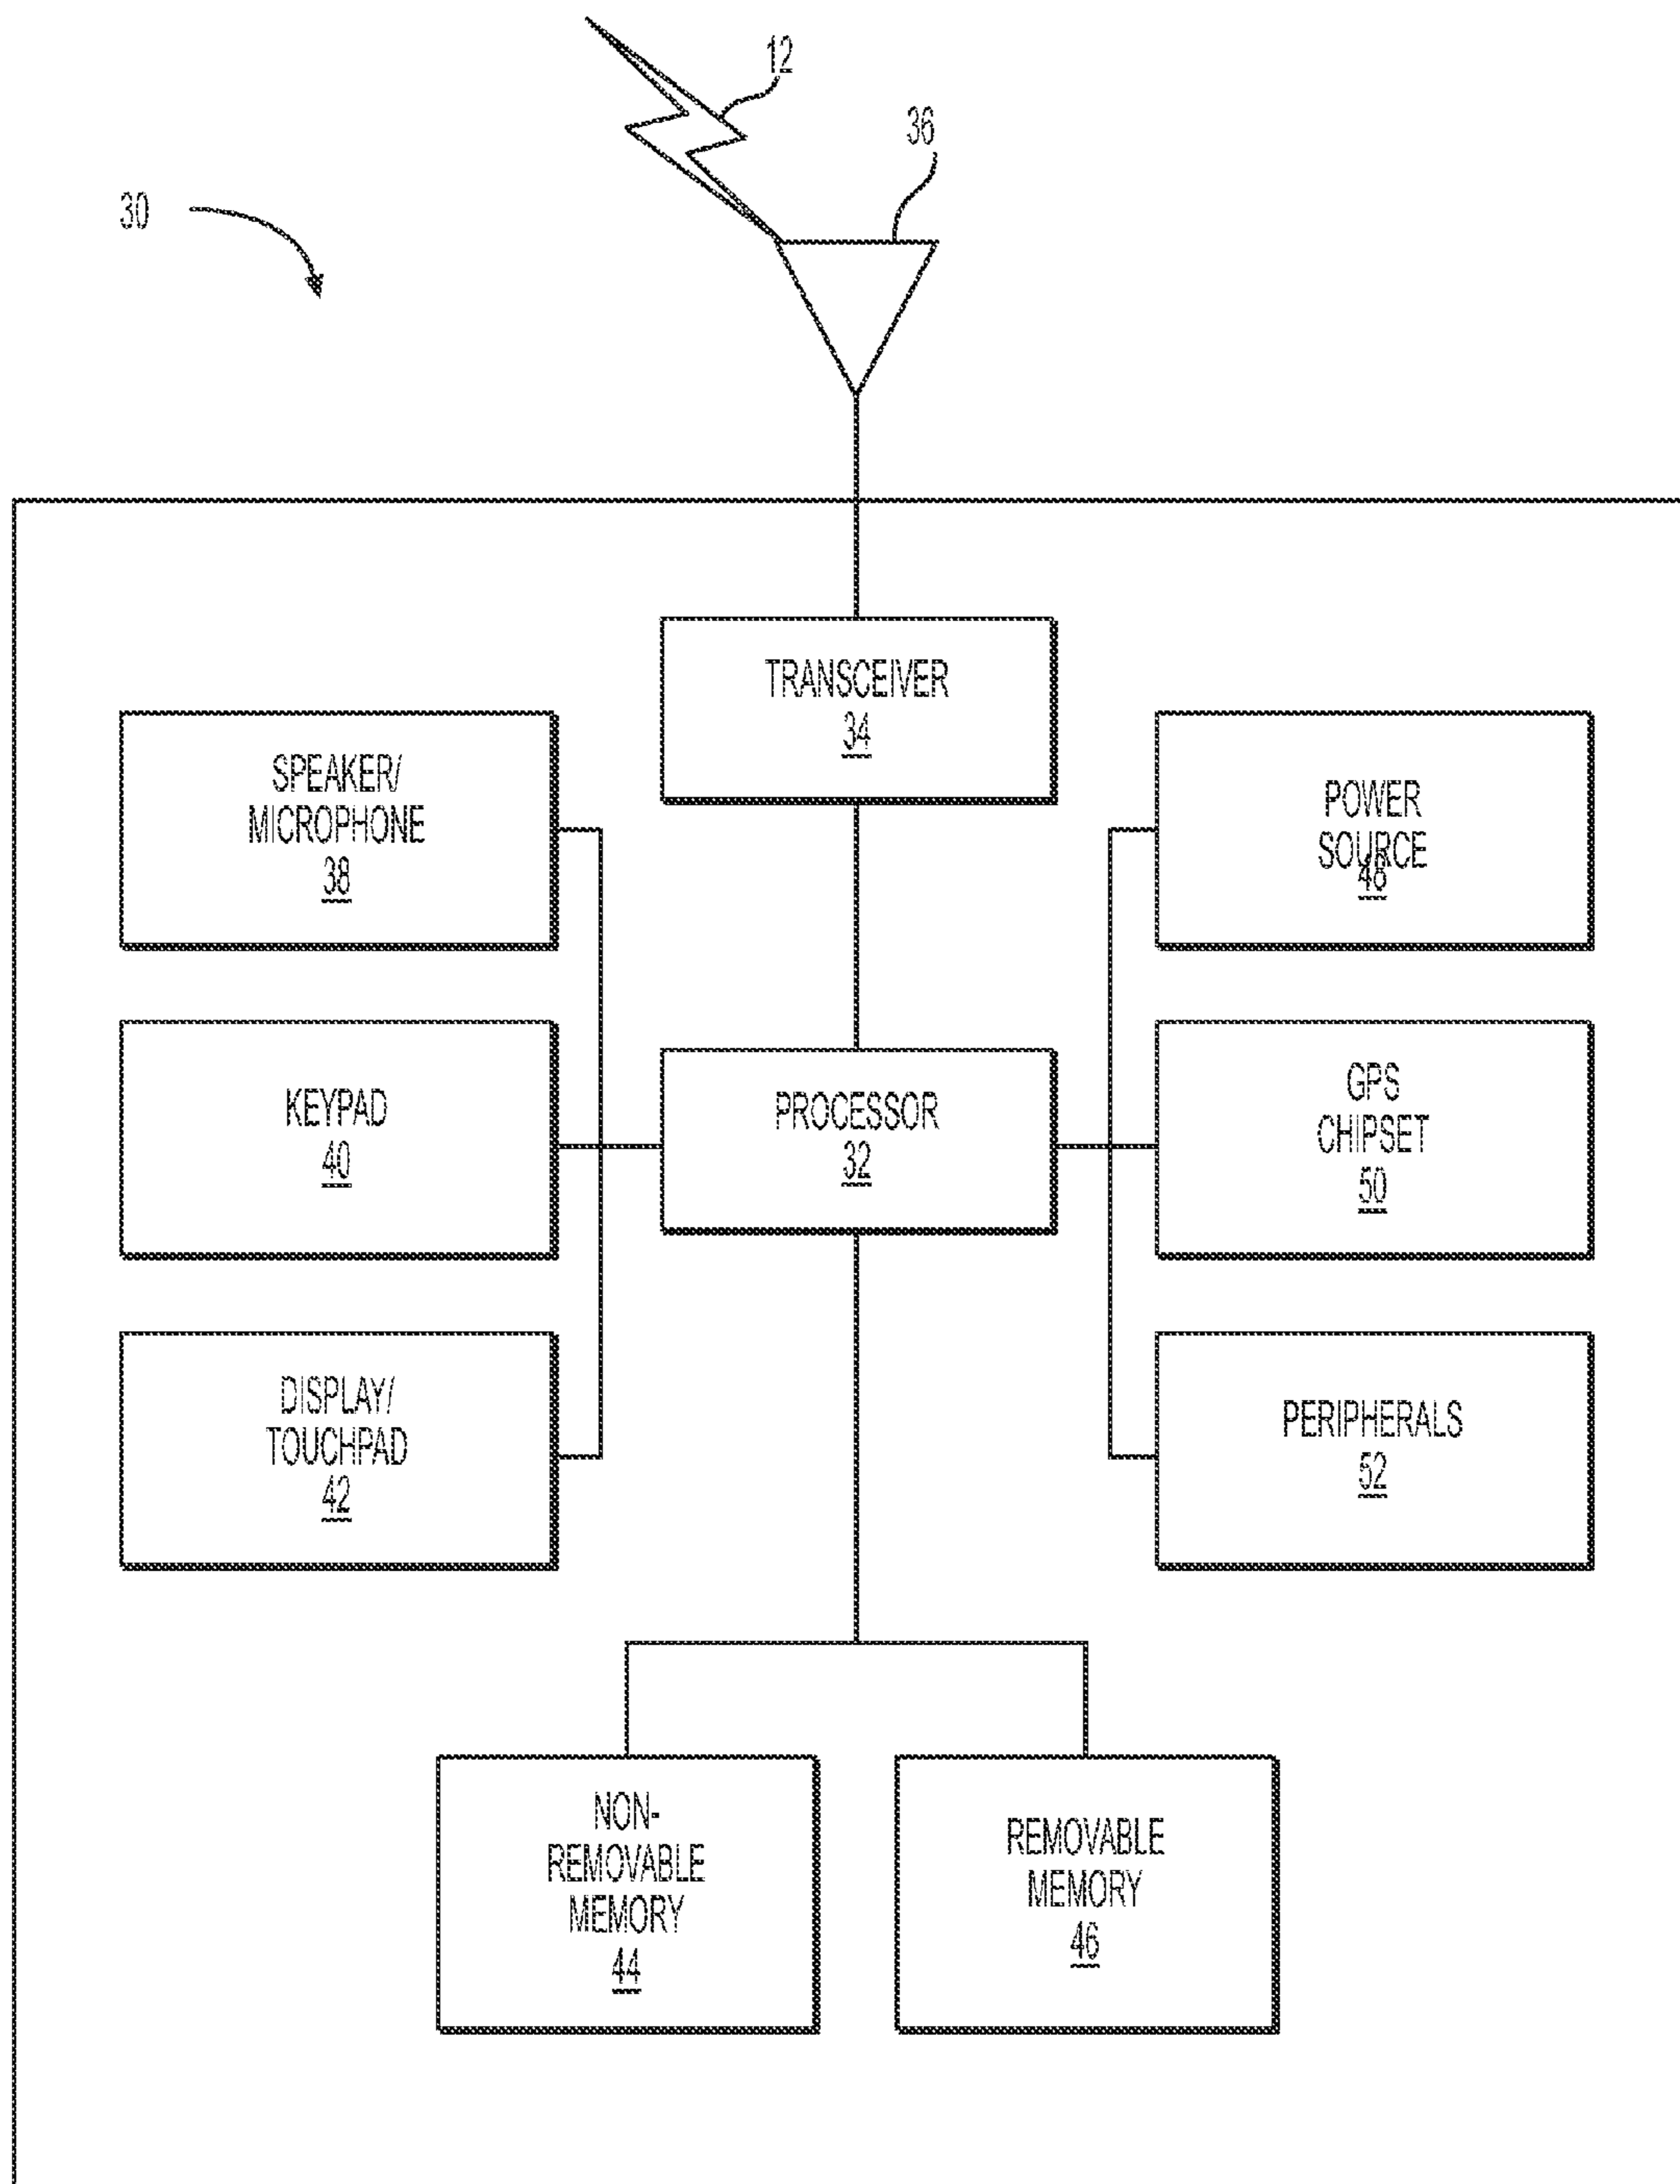 12
36
30
TRANSCEIVER
34
SPEAKER/
MICROPHONE
38
POWER
SOURCE
48
KEYPAD
40
PROCESSOR
32
GPS
CHIPSET
50
DISPLAY/
TOUCHPAD
42
PERIPHERALS
52
NON-
REMOVABLE
MEMORY
44
REMOVABLE
MEMORY
46